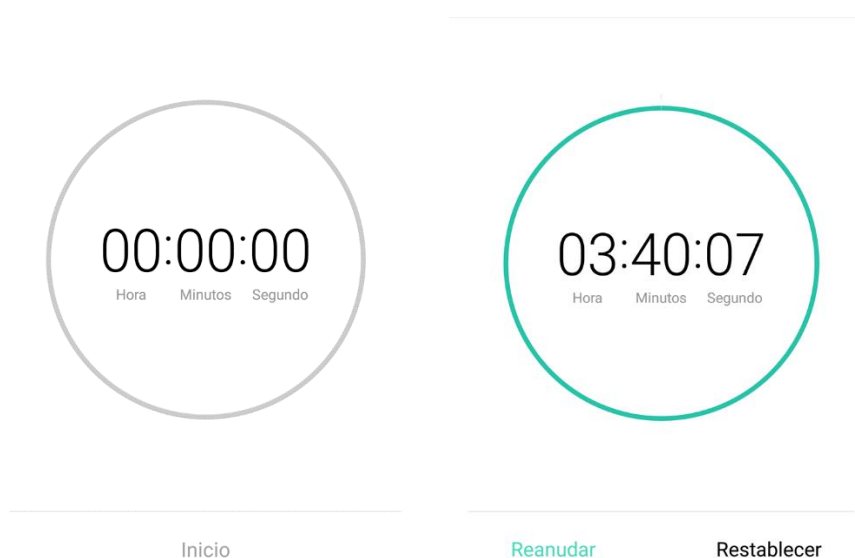 00:00:00
Hora Minutos Segundo
Inicio
03:40:07
Hora Minutos Segundo
Reanudar Restablecer